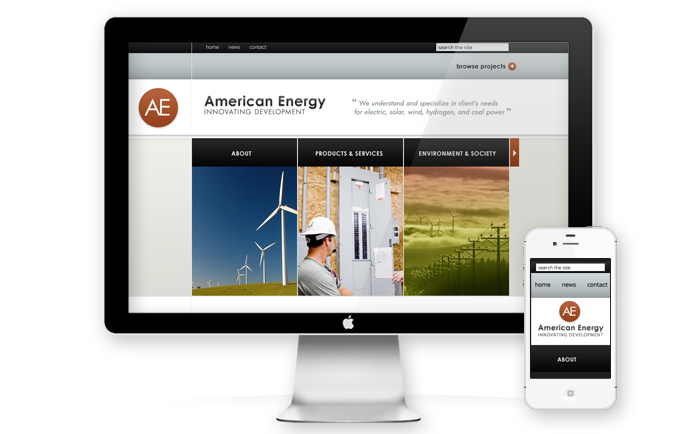 home news contact
search the site
browse projects
AE
American Energy
INNOVATING DEVELOPMENT
“ We understand and specialize in client's needs
for electric, solar, wind, hydrogen, and coal power ”
ABOUT
PRODUCTS & SERVICES
ENVIRONMENT & SOCIETY
search the site
home news contact
AE
American Energy
INNOVATING DEVELOPMENT
ABOUT